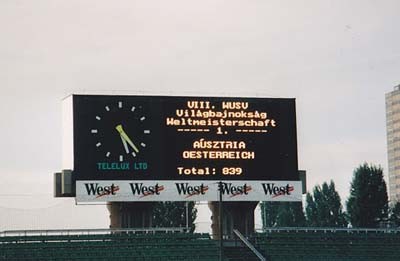 VIII. WUSV
Világbajnokság
Weltmeisterschaft
----- 1. -----
AUSZTRIA
OESTERREICH
Total: 839
TELELUX LTD
West West West West West